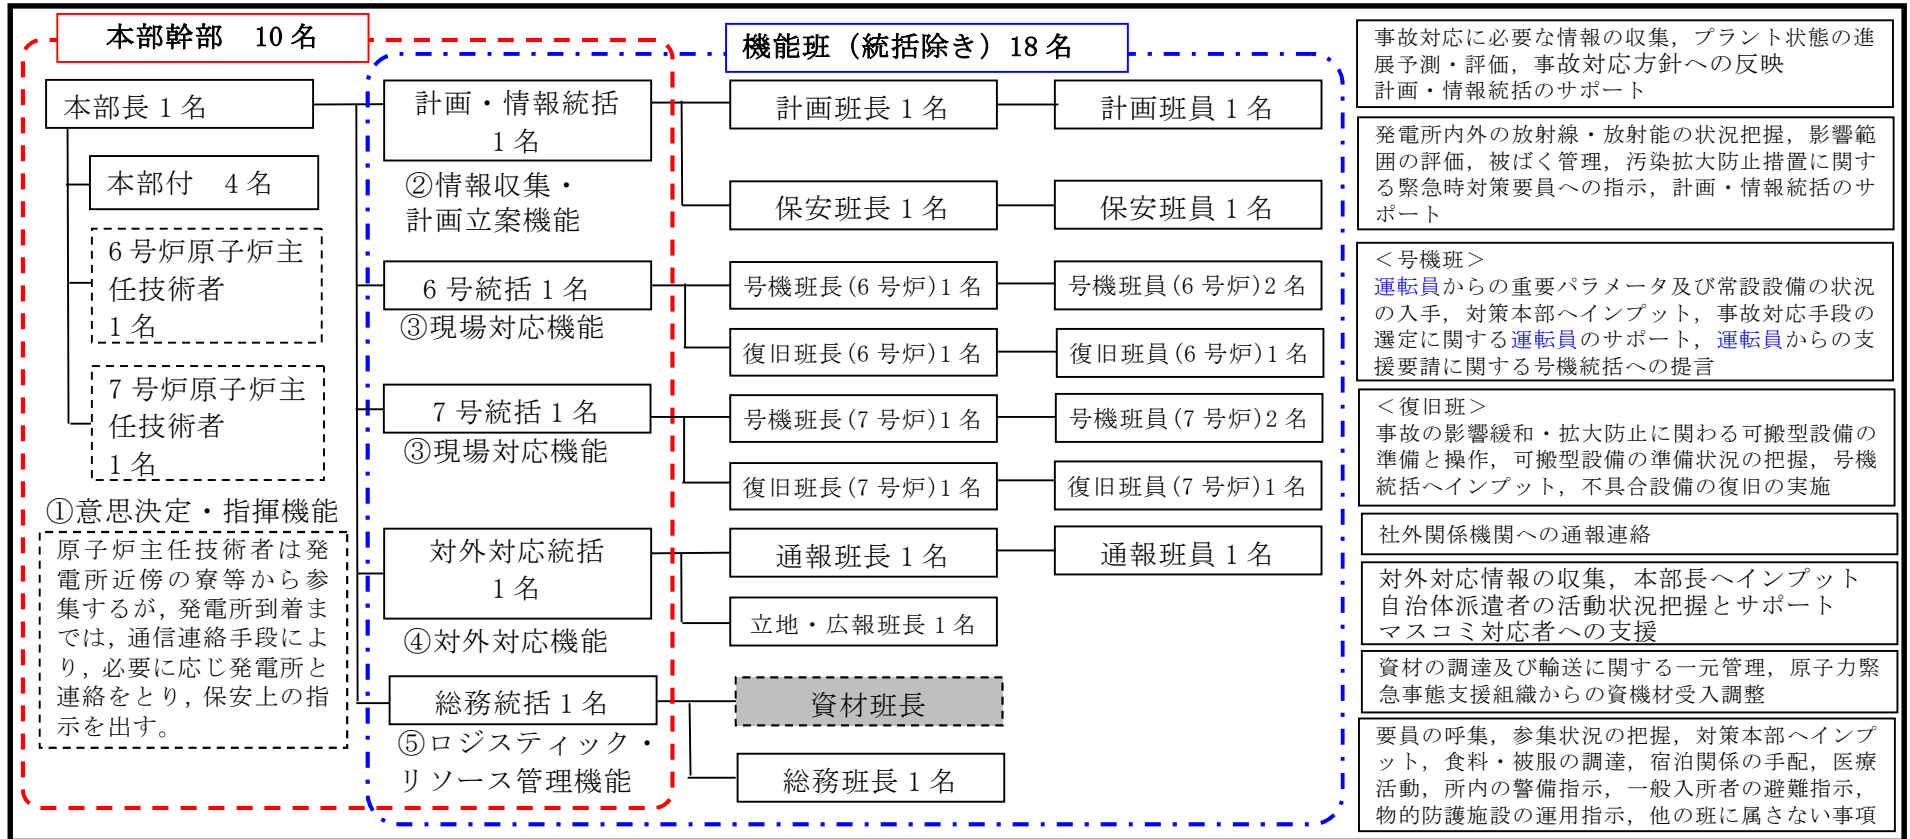 本部幹部　10名
機能班（統括除き）18名
本部長1名
本部付　4名
6号炉原子炉主
任技術者
1名
7号炉原子炉主
任技術者
1名
①意思決定・指揮機能
原子炉主任技術者は発
電所近傍の寮等から参
集するが，発電所到着ま
では，通信連絡手段によ
り，必要に応じ発電所と
連絡をとり，保安上の指
示を出す。
計画・情報統括
1名
②情報収集・
計画立案機能
6号統括1名
③現場対応機能
7号統括1名
③現場対応機能
対外対応統括
1名
④対外対応機能
総務統括1名
⑤ロジスティック・
リソース管理機能
計画班長1名
計画班員1名
保安班長1名
保安班員1名
号機班長(6号炉)1名
号機班員(6号炉)2名
復旧班長(6号炉)1名
復旧班員(6号炉)1名
号機班長(7号炉)1名
号機班員(7号炉)2名
復旧班長(7号炉)1名
復旧班員(7号炉)1名
通報班長1名
通報班員1名
立地・広報班長1名
資材班長
総務班長1名
事故対応に必要な情報の収集，プラント状態の進
展予測・評価，事故対応方針への反映
計画・情報統括のサポート
発電所内外の放射線・放射能の状況把握，影響範
囲の評価，被ばく管理，汚染拡大防止措置に関す
る緊急時対策要員への指示，計画・情報統括のサ
ポート
＜号機班＞
運転員からの重要パラメータ及び常設設備の状況
の入手，対策本部へインプット，事故対応手段の
選定に関する運転員のサポート，運転員からの支
援要請に関する号機統括への提言
＜復旧班＞
事故の影響緩和・拡大防止に関わる可搬型設備の
準備と操作，可搬型設備の準備状況の把握，号機
統括へインプット，不具合設備の復旧の実施
社外関係機関への通報連絡
対外対応情報の収集，本部長へインプット
自治体派遣者の活動状況把握とサポート
マスコミ対応者への支援
資材の調達及び輸送に関する一元管理，原子力緊
急事態支援組織からの資機材受入調整
要員の呼集，参集状況の把握，対策本部へインプ
ット，食料・被服の調達，宿泊関係の手配，医療
活動，所内の警備指示，一般入所者の避難指示，
物的防護施設の運用指示，他の班に属さない事項